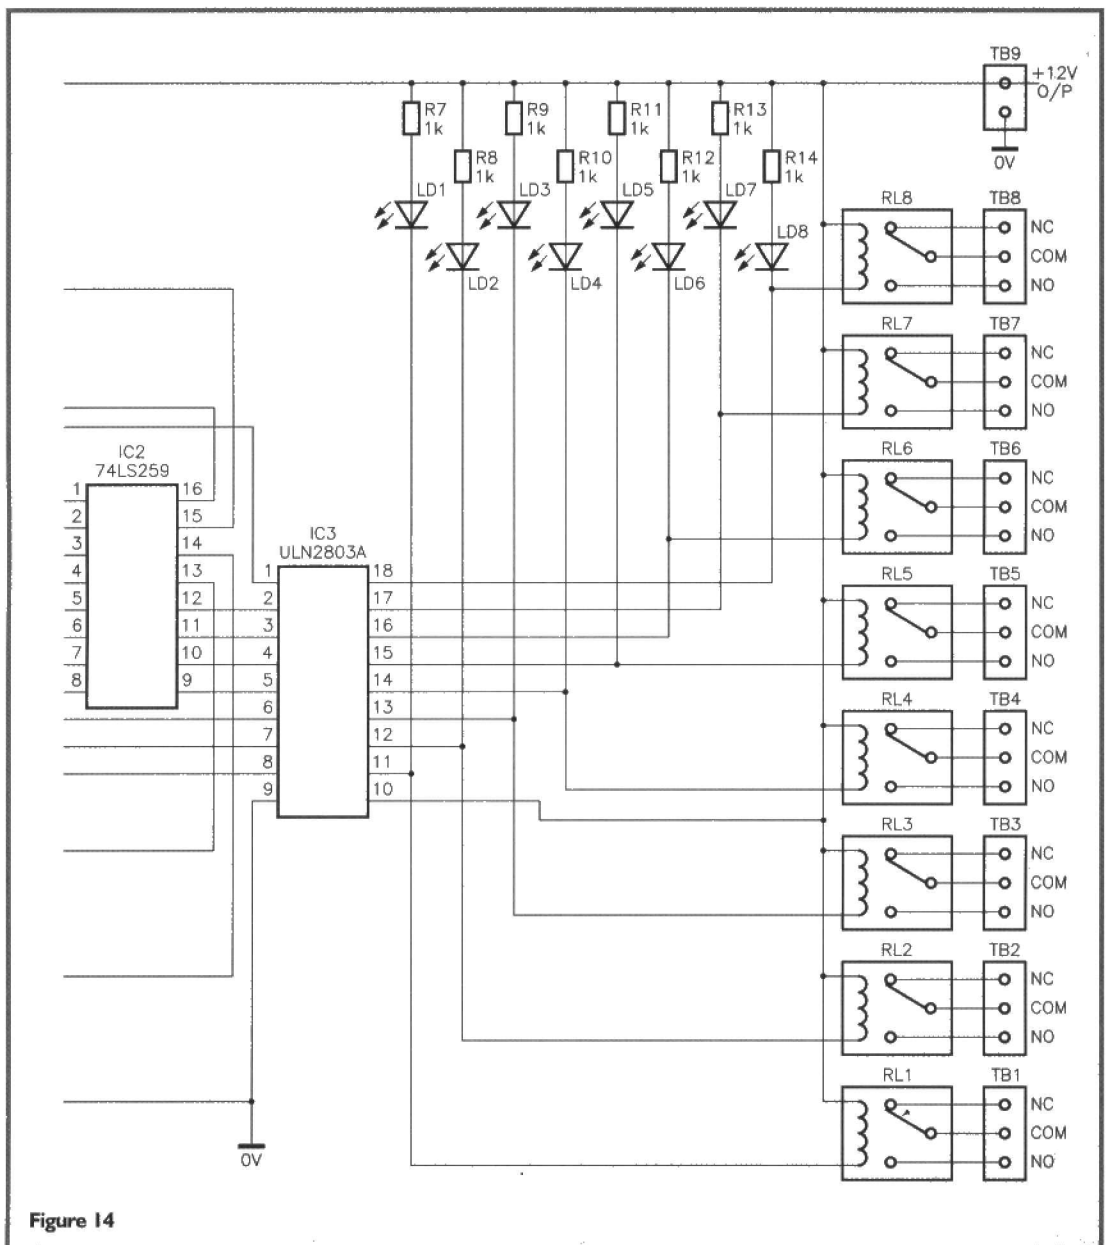 TB9
+12V
O/P
0V
R7
1k
R9
1k
R11
1k
R13
1k
R8
1k
R10
1k
R12
1k
R14
1k
LD1
LD3
LD5
LD7
LD8
LD2
LD4
LD6
RL8
TB8
NC
COM
NO
RL7
TB7
NC
COM
NO
RL6
TB6
NC
COM
NO
RL5
TB5
NC
COM
NO
RL4
TB4
NC
COM
NO
RL3
TB3
NC
COM
NO
RL2
TB2
NC
COM
NO
RL1
TB1
NC
COM
NO
IC2
74LS259
1 16
2 15
3 14
4 13
5 12
6 11
7 10
8 9
IC3
ULN2803A
1 18
2 17
3 16
4 15
5 14
6 13
7 12
8 11
9 10
0V
Figure 14